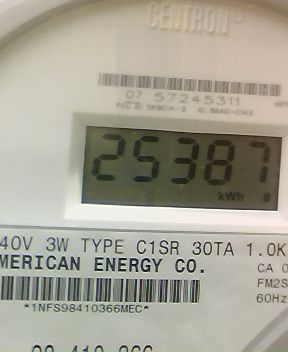 CENTRON®
07 57245311
25387
kWh
40V 3W TYPE C1SR 30TA 1.0K
MERICAN ENERGY CO.
CA 0
FM2S
60Hz
*1NFS98410366MEC*